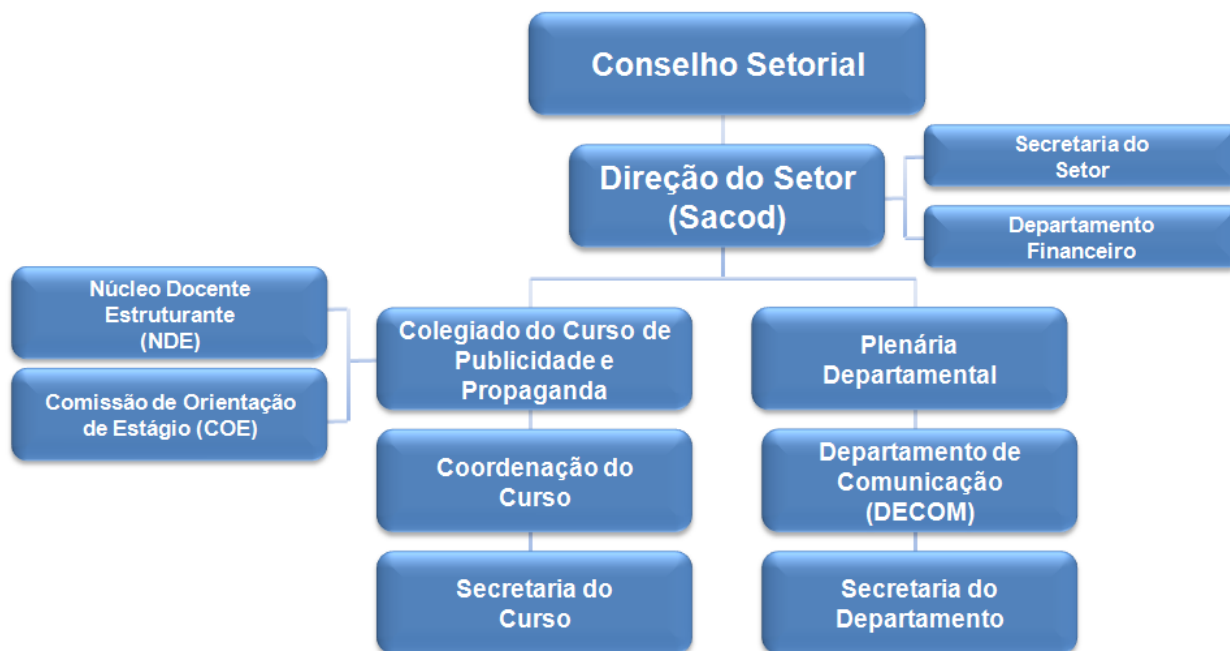 Conselho Setorial
Direção do Setor
(Sacod)
Secretaria do
Setor
Departamento
Financeiro
Núcleo Docente
Estruturante
(NDE)
Comissão de Orientação
de Estágio (COE)
Colegiado do Curso de
Publicidade e
Propaganda
Plenária
Departamental
Coordenação do
Curso
Departamento de
Comunicação
(DECOM)
Secretaria do
Curso
Secretaria do
Departamento